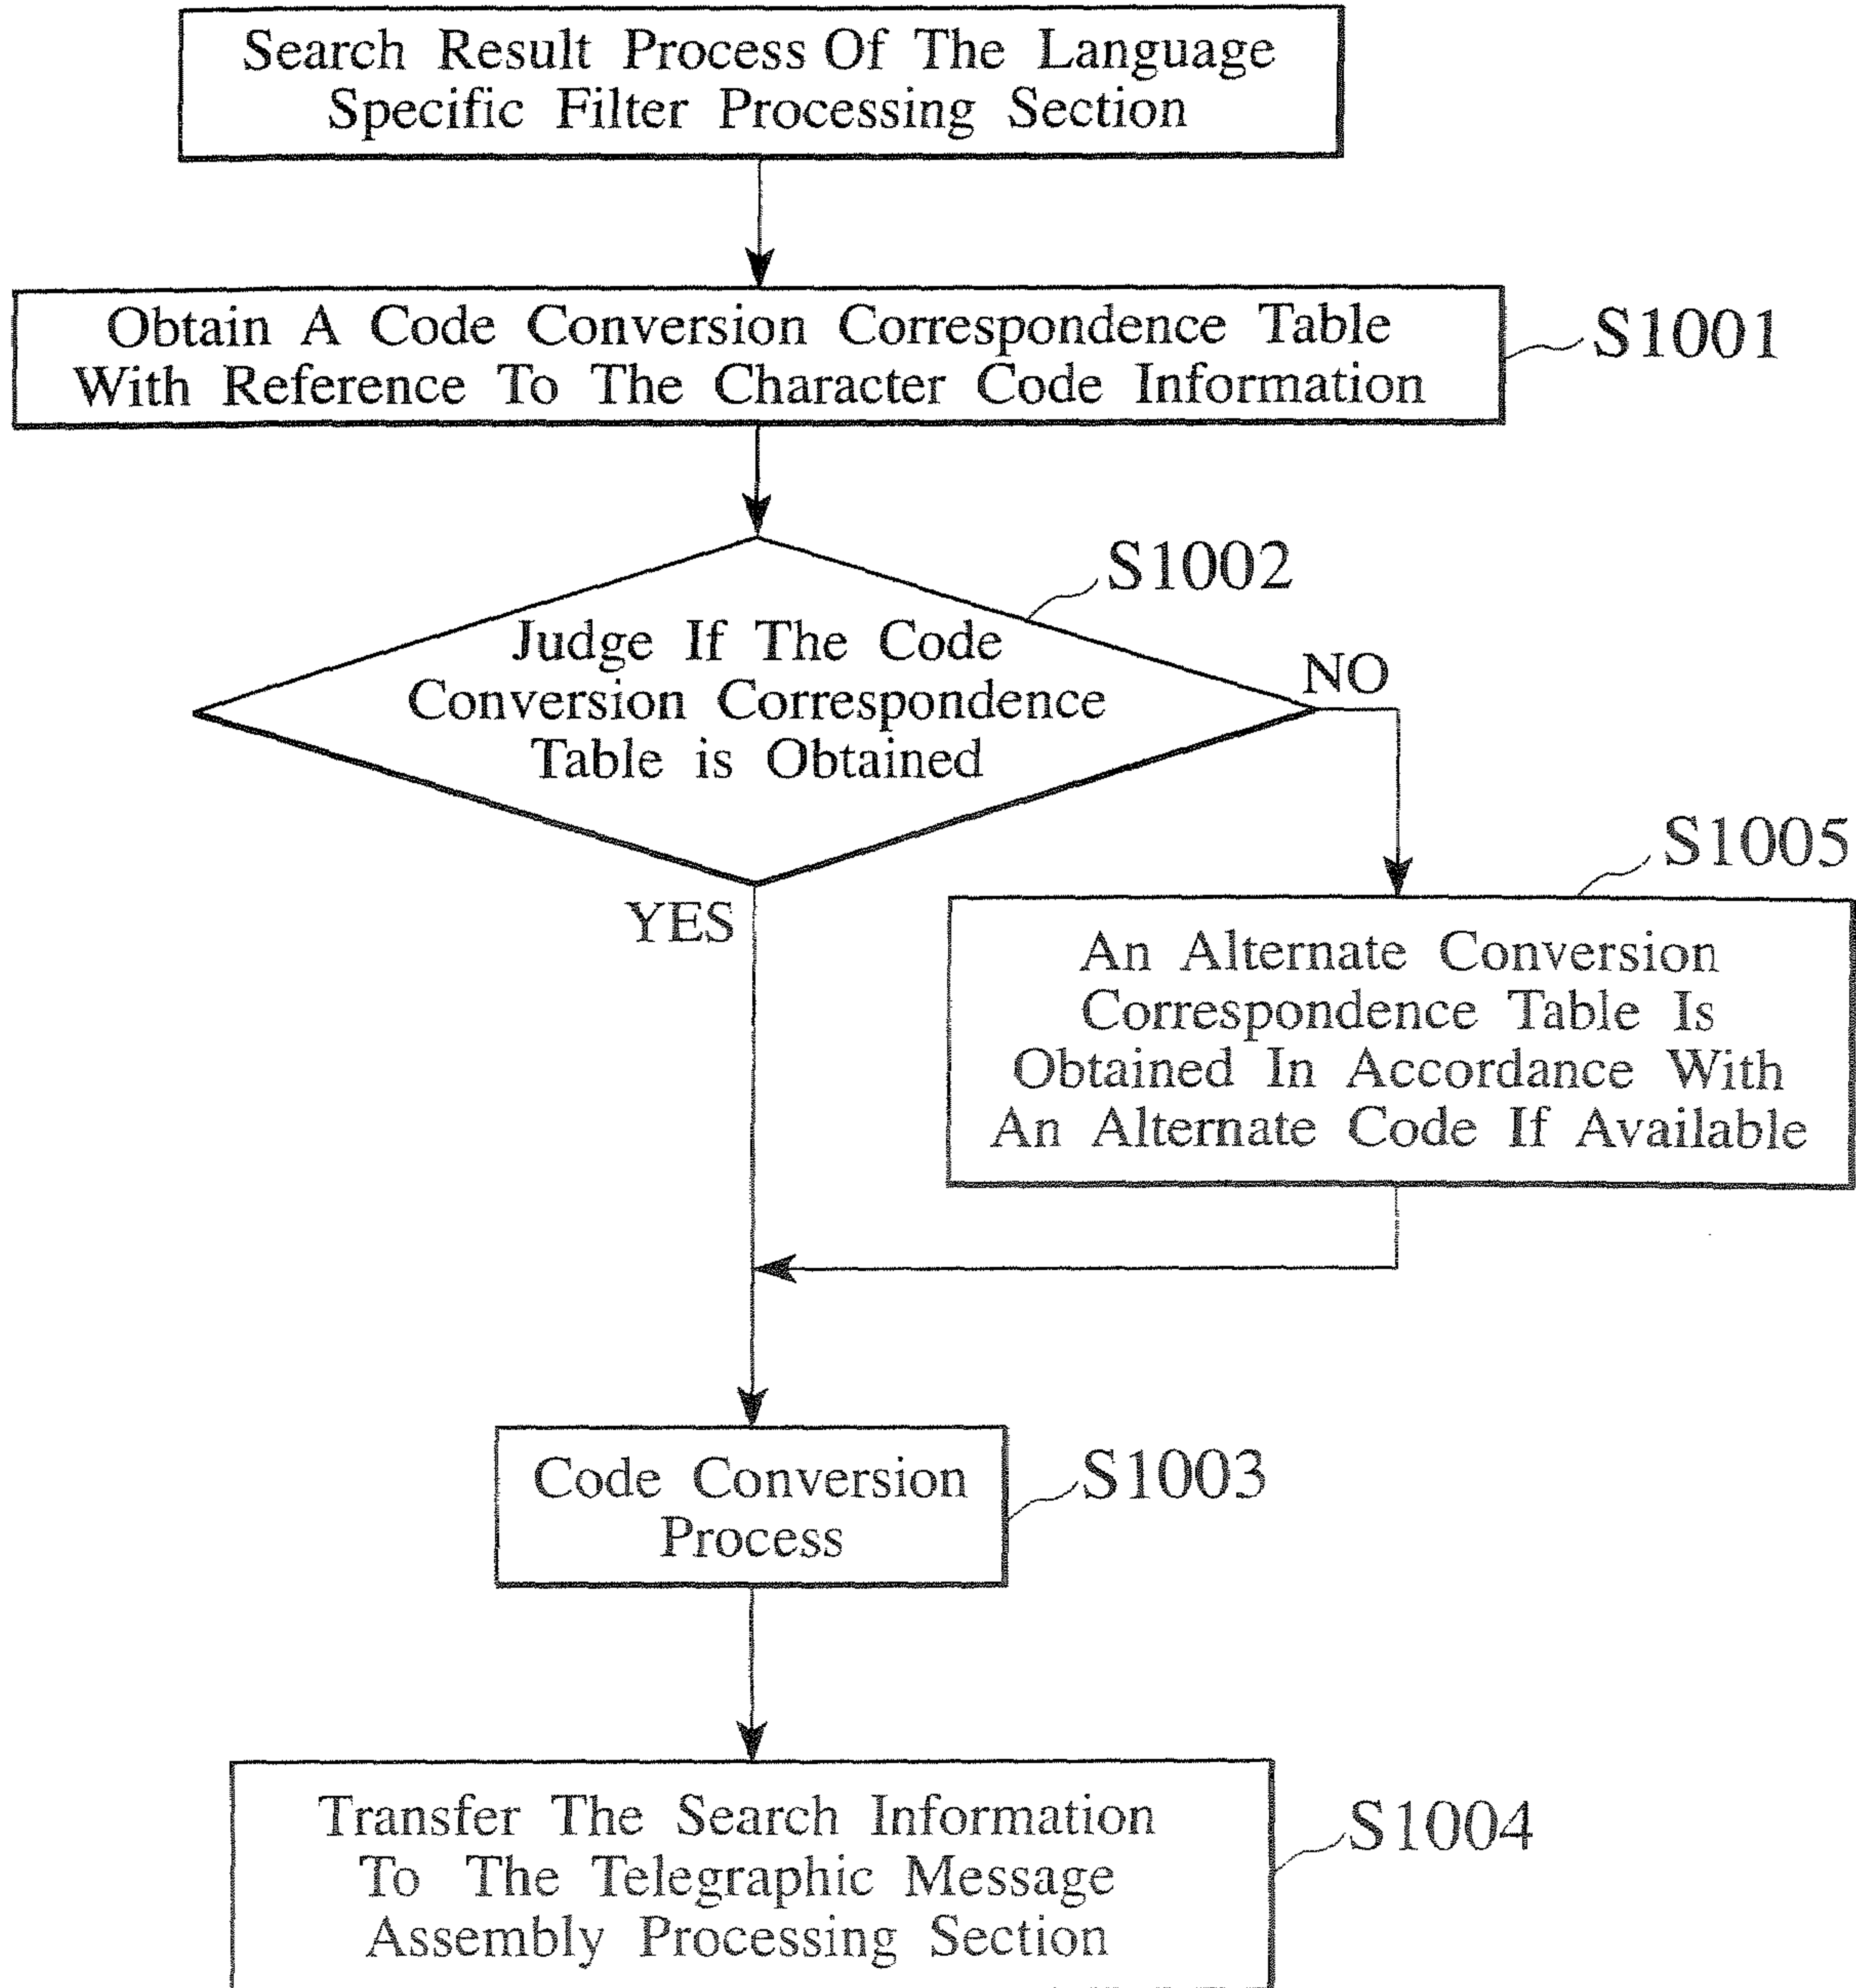 Search Result Process Of The Language
Specific Filter Processing Section
Obtain A Code Conversion Correspondence Table
With Reference To The Character Code Information
S1001
S1002
Judge If The Code
Conversion Correspondence
Table is Obtained
NO
YES
S1005
An Alternate Conversion
Correspondence Table Is
Obtained In Accordance With
An Alternate Code If Available
Code Conversion
Process
S1003
Transfer The Search Information
To The Telegraphic Message
Assembly Processing Section
S1004